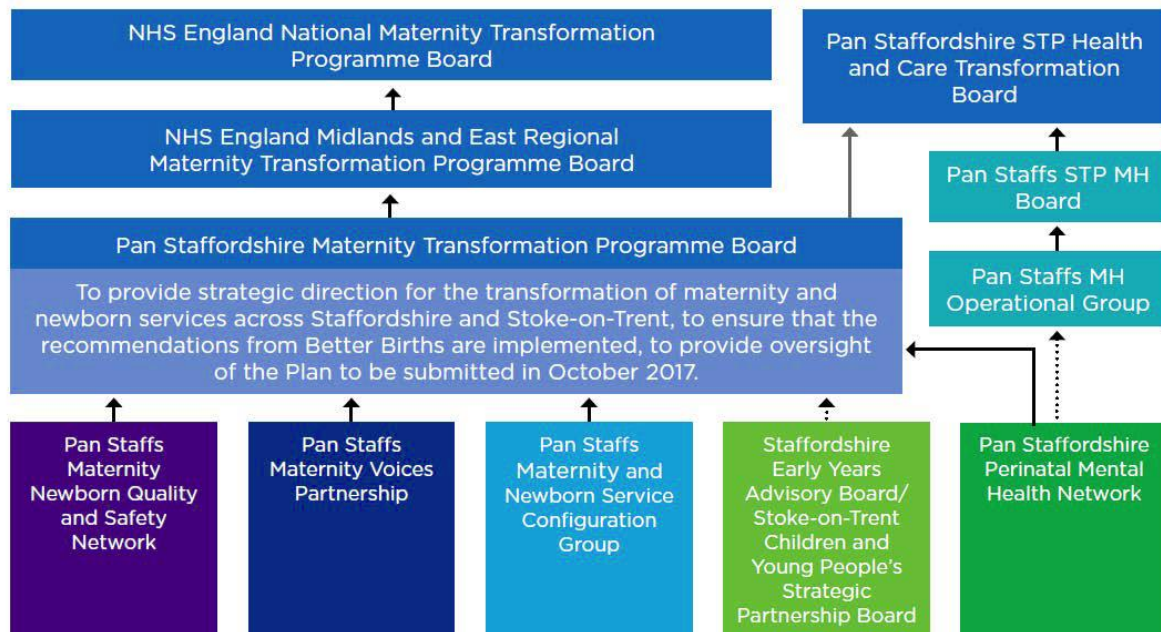 NHS England National Maternity Transformation
Programme Board
Pan Staffordshire STP Health
and Care Transformation
Board
NHS England Midlands and East Regional
Maternity Transformation Programme Board
Pan Staffs STP MH
Board
Pan Staffordshire Maternity Transformation Programme Board
To provide strategic direction for the transformation of maternity and
newborn services across Staffordshire and Stoke-on-Trent, to ensure that the
recommendations from Better Births are implemented, to provide oversight
of the Plan to be submitted in October 2017.
Pan Staffs MH
Operational Group
Pan Staffs
Maternity
Newborn Quality
and Safety
Network
Pan Staffs
Maternity Voices
Partnership
Pan Staffs
Maternity and
Newborn Service
Configuration
Group
Staffordshire
Early Years
Advisory Board/
Stoke-on-Trent
Children and
Young People's
Strategic
Partnership Board
Pan Staffordshire
Perinatal Mental
Health Network